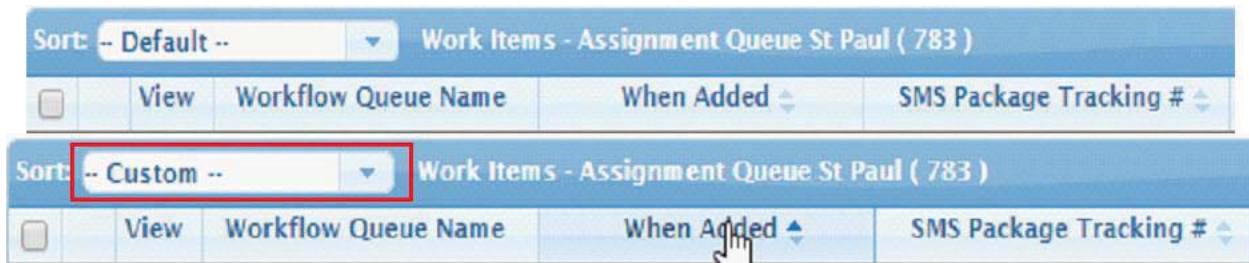 Sort: -- Default -- Work Items - Assignment Queue St Paul ( 783 )
View Workflow Queue Name When Added SMS Package Tracking #
Sort: -- Custom -- Work Items - Assignment Queue St Paul ( 783 )
View Workflow Queue Name When Added SMS Package Tracking #